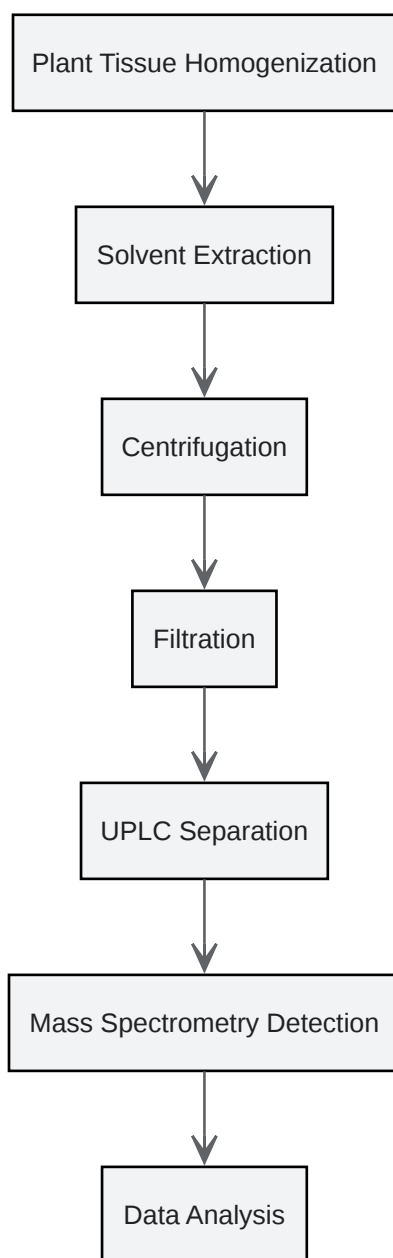 Plant Tissue Homogenization
Solvent Extraction
Centrifugation
Filtration
UPLC Separation
Mass Spectrometry Detection
Data Analysis